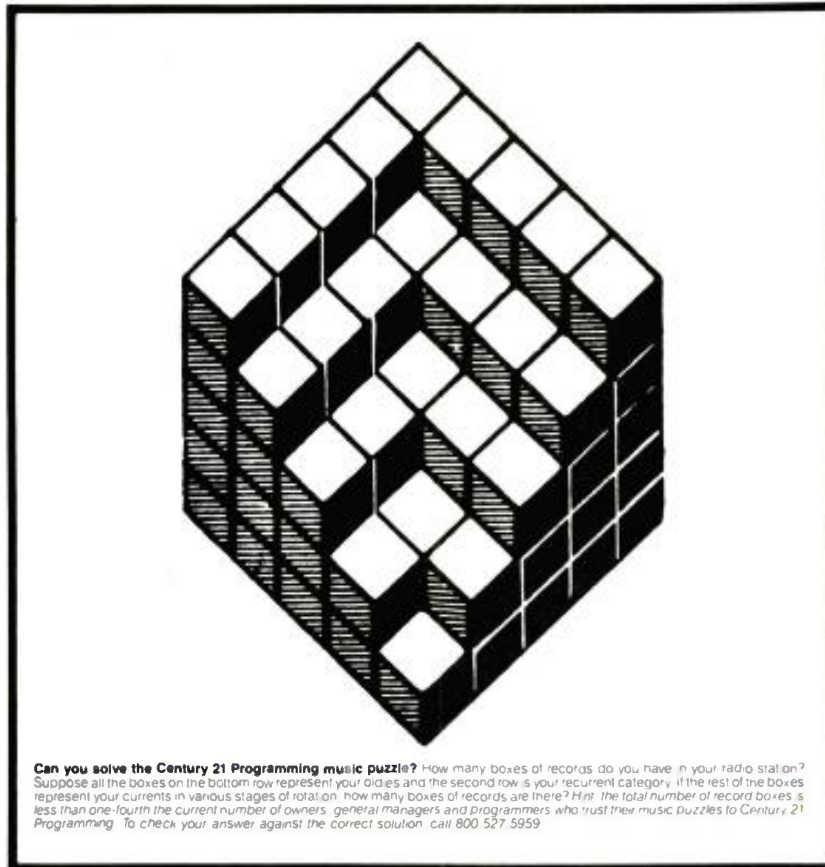 Can you solve the Century 21 Programming music puzzle? How many boxes of records do you have in your radio station?
Suppose all the boxes on the bottom row represent your oldies and the second row is your recurrent category. If the rest of the boxes
represent your currents in various stages of rotation, how many boxes of records are there? Hint: the total number of record boxes is
less than one-fourth the current number of owners, general managers and programmers who trust their music puzzles to Century 21
Programming. To check your answer against the correct solution, call 800 527 5959